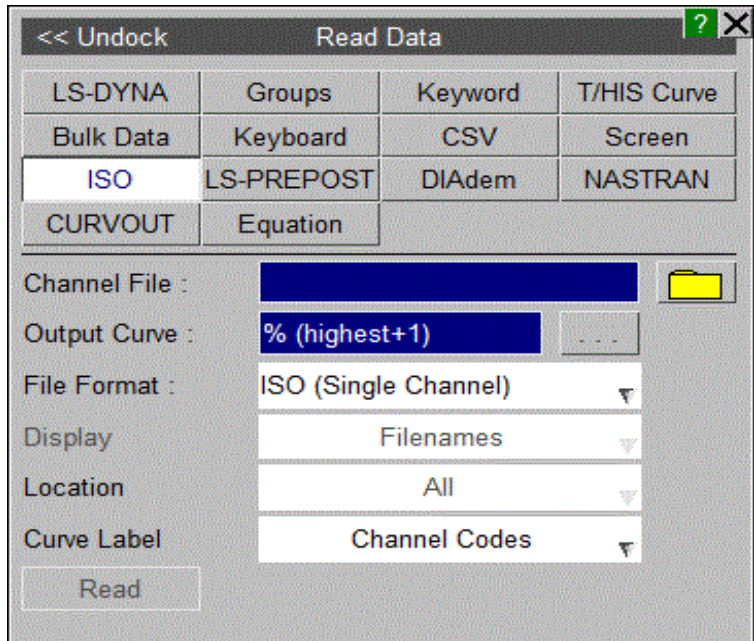 << Undock Read Data ? X
LS-DYNA Groups Keyword T/HIS Curve
Bulk Data Keyboard CSV Screen
ISO LS-PREPOST DIAdem NASTRAN
CURVOUT Equation
Channel File :
Output Curve : % (highest+1) ...
File Format : ISO (Single Channel)
Display Filenames
Location All
Curve Label Channel Codes
Read